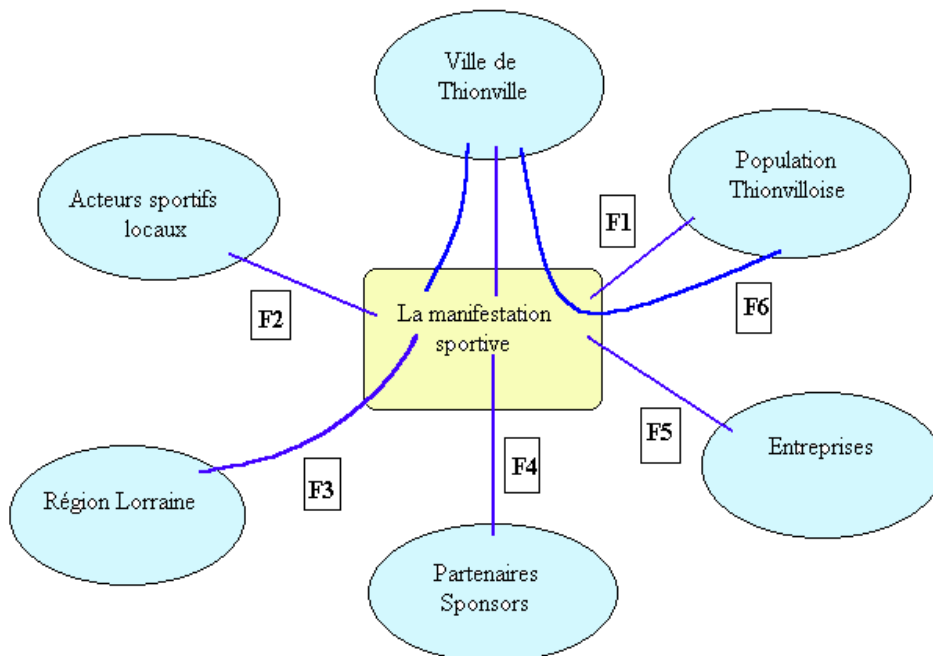 Ville de
Thionville
Population
Thionvilloise
Acteurs sportifs
locaux
F1
F2
La manifestation
sportive
F6
F5
Entreprises
F4
F3
Région Lorraine
Partenaires
Sponsors